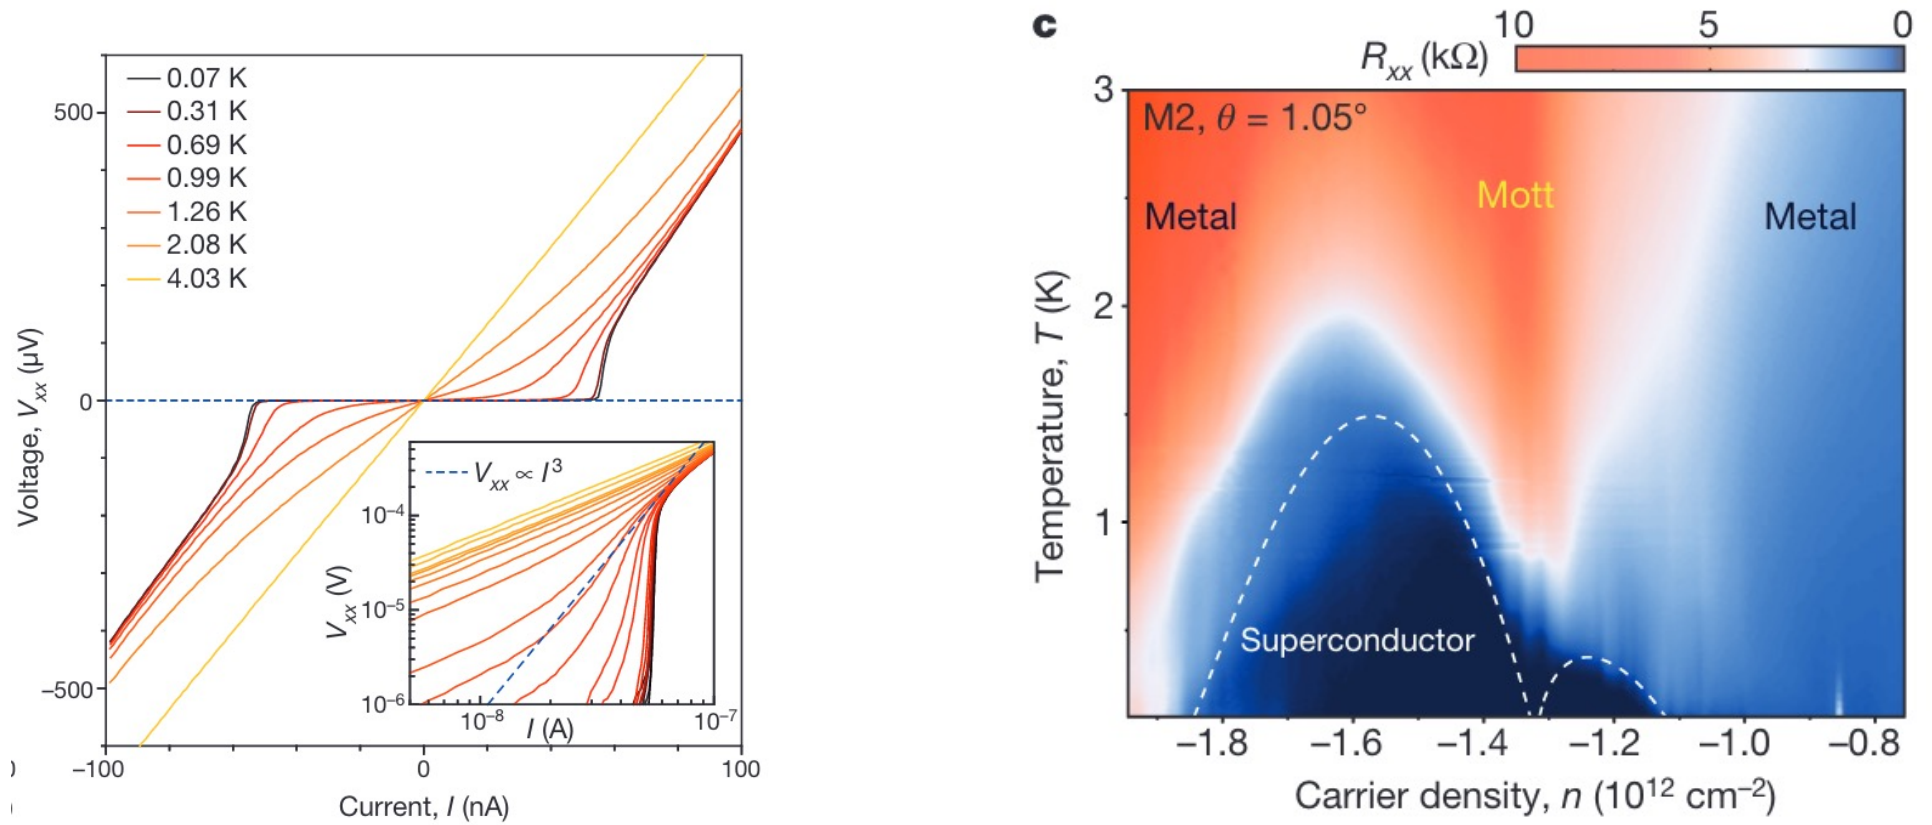 500
0
−500
Voltage, Vxx (μV)
0.07 K
0.31 K
0.69 K
0.99 K
1.26 K
2.08 K
4.03 K
Vxx ∝ I³
10⁻⁴
10⁻⁵
10⁻⁶
Vxx (V)
10⁻⁸
10⁻⁷
I (A)
−100
0
100
Current, I (nA)
c
10
5
0
Rxx (kΩ)
M2, θ = 1.05°
Mott
Metal
Metal
Superconductor
3
2
1
Temperature, T (K)
−1.8
−1.6
−1.4
−1.2
−1.0
−0.8
Carrier density, n (10¹² cm⁻²)